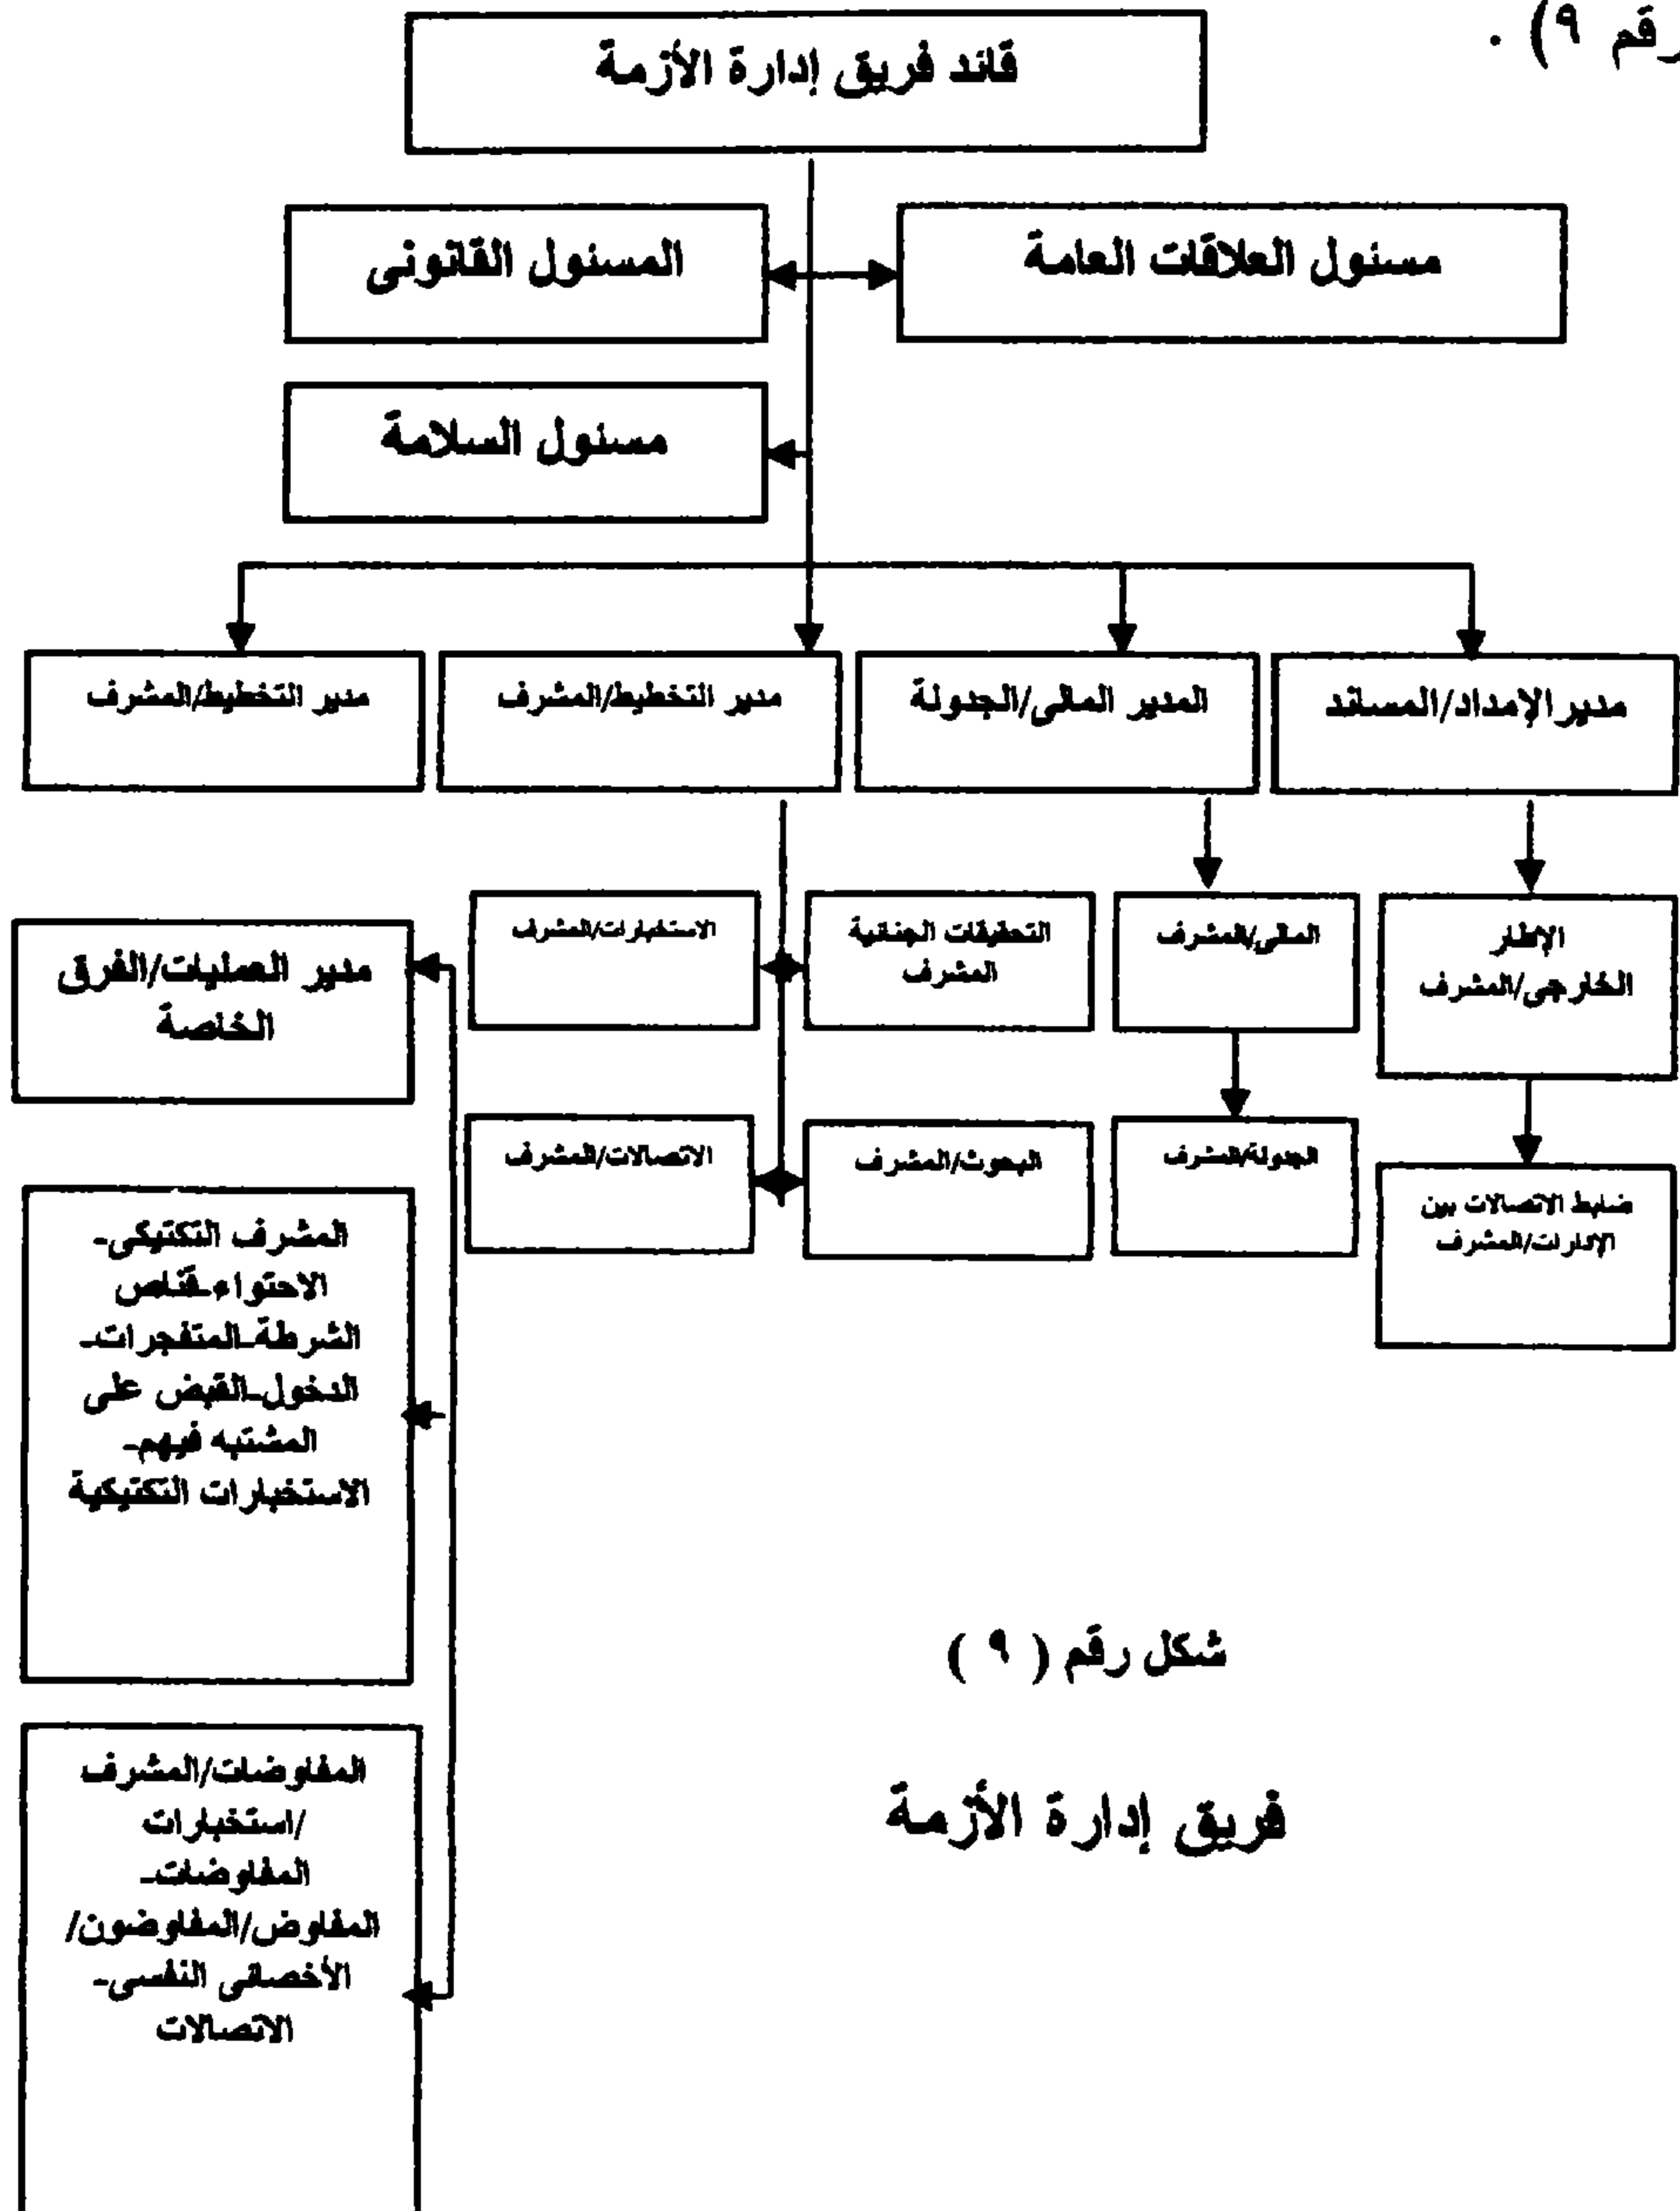 رقم ٩) .
قائد فريق إدارة الأزمة
مسئول العلاقات العامة
المسئول القانونى
مسئول السلامة
مدير الإمداد/المساند
المدير المالى/الجدولة
مدير التخطيط/المشرف
مدير التخطيط/المشرف
الإطار
الخارجى/المشرف
المالى/المشرف
التحقيقات الجنائية
المشرف
الاستخبارات/المشرف
مدير العمليات/الفرق
الخاصة
ضابط الاتصالات بين
الإدارات/المشرف
الجدولة/المشرف
البحوث/المشرف
الاتصالات/المشرف
المشرف التكتيكى-
الاحتواء-قناص
الشرطة-المتفجرات-
الدخول-القبض على
المشتبه فيهم-
الاستخبارات التكتيكية
المفاوضات/المشرف
/استخبارات
المفاوضات-
المفاوض/المفاوضون/
الأخصائى النفسى-
الاتصالات
شكل رقم ( ٩ )
فريق إدارة الأزمة